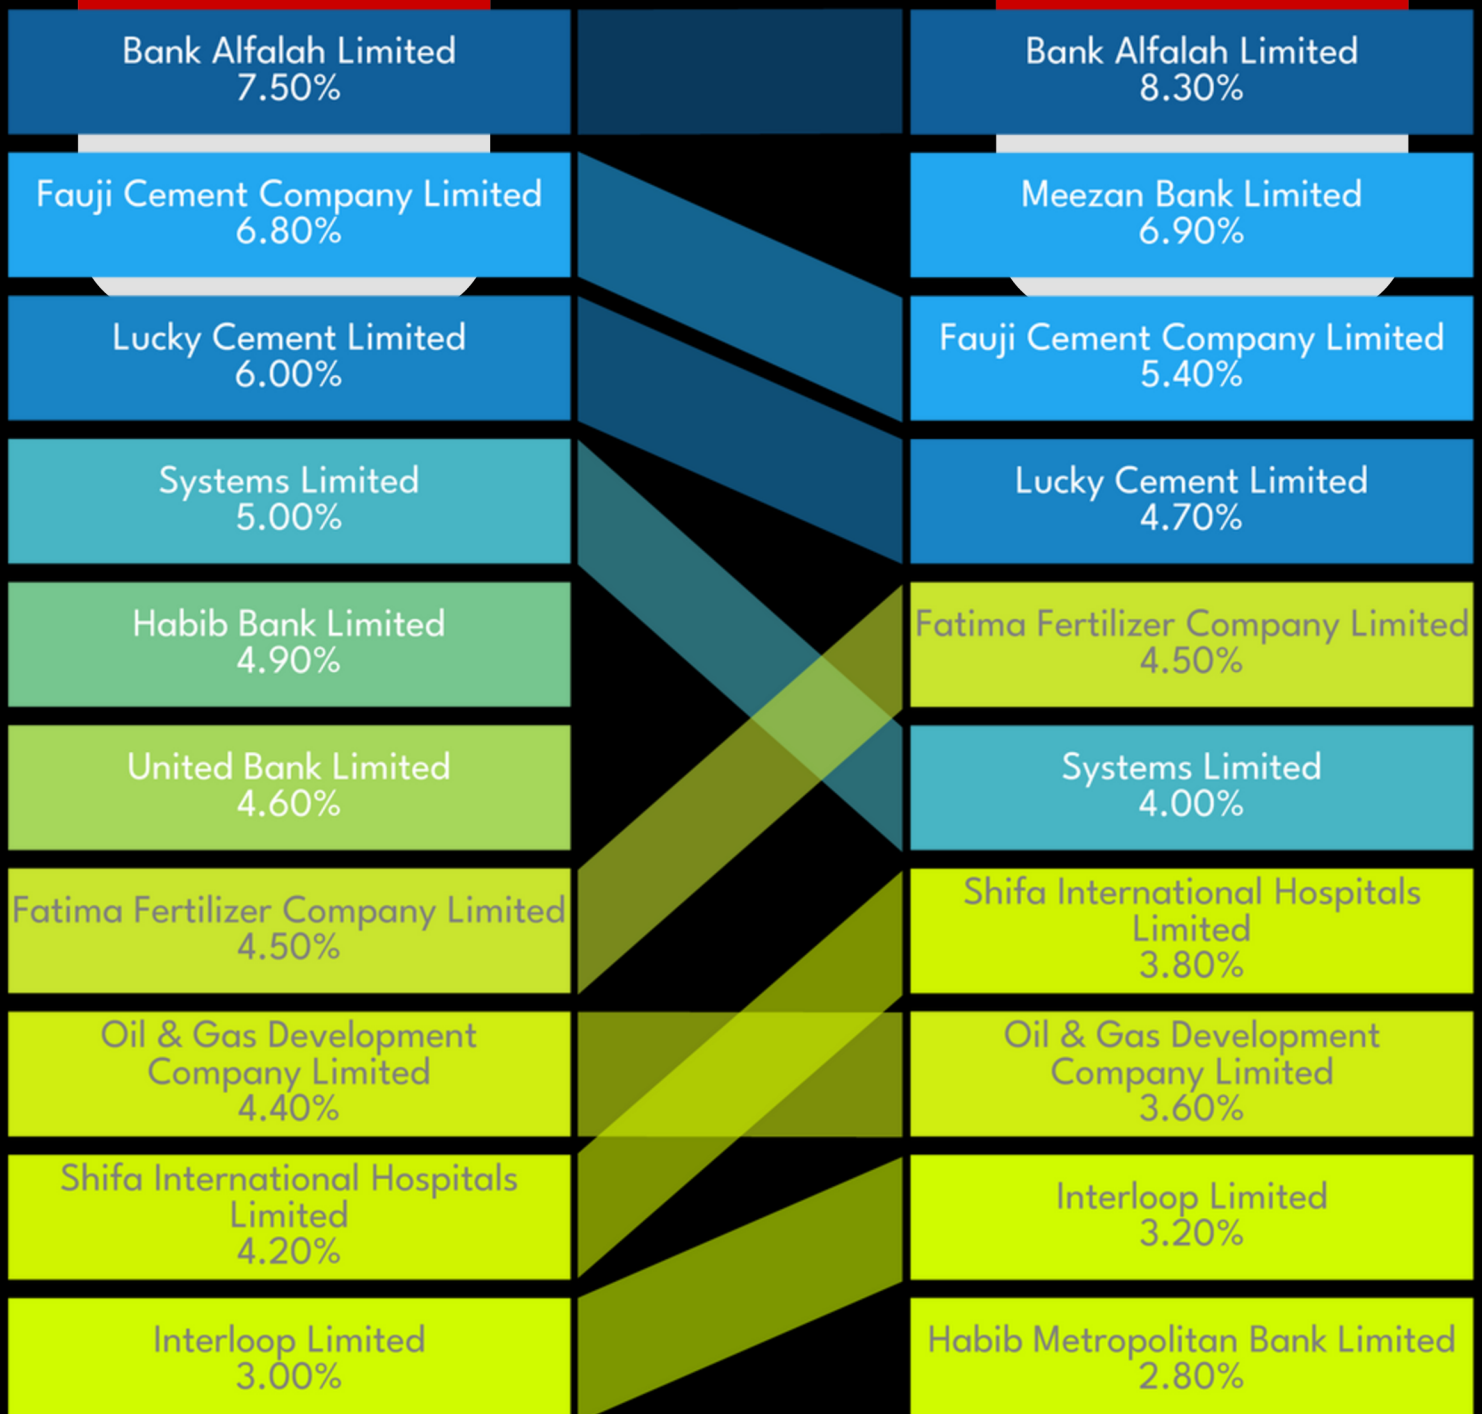 Bank Alfalah Limited
7.50%
Fauji Cement Company Limited
6.80%
Lucky Cement Limited
6.00%
Systems Limited
5.00%
Habib Bank Limited
4.90%
United Bank Limited
4.60%
Fatima Fertilizer Company Limited
4.50%
Oil & Gas Development
Company Limited
4.40%
Shifa International Hospitals
Limited
4.20%
Interloop Limited
3.00%
Bank Alfalah Limited
8.30%
Meezan Bank Limited
6.90%
Fauji Cement Company Limited
5.40%
Lucky Cement Limited
4.70%
Fatima Fertilizer Company Limited
4.50%
Systems Limited
4.00%
Shifa International Hospitals
Limited
3.80%
Oil & Gas Development
Company Limited
3.60%
Interloop Limited
3.20%
Habib Metropolitan Bank Limited
2.80%